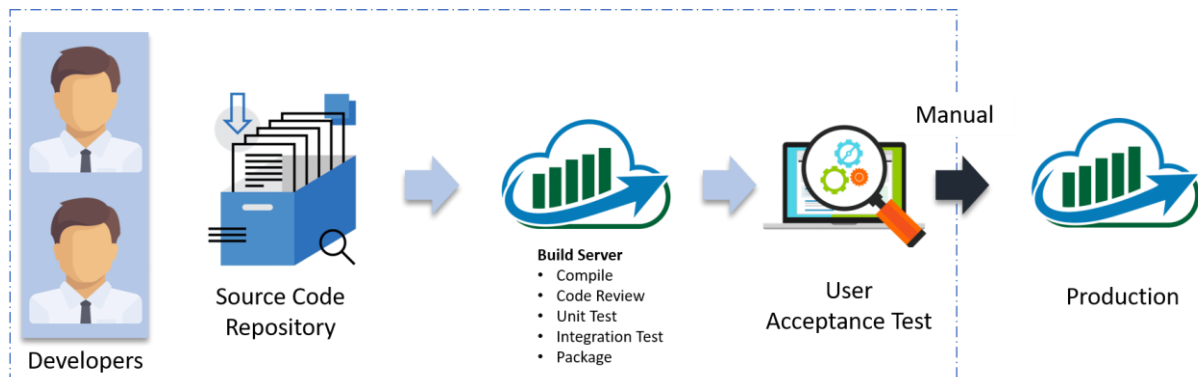 Developers
Source Code
Repository
Build Server
• Compile
• Code Review
• Unit Test
• Integration Test
• Package
User
Acceptance Test
Manual
Production